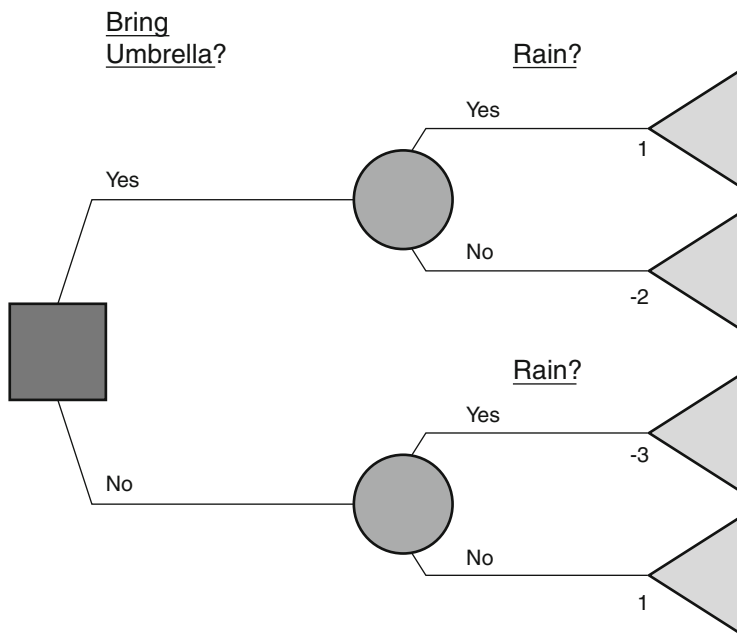 Bring
Umbrella?
Rain?
Yes
1
Yes
No
-2
Rain?
Yes
-3
No
No
1